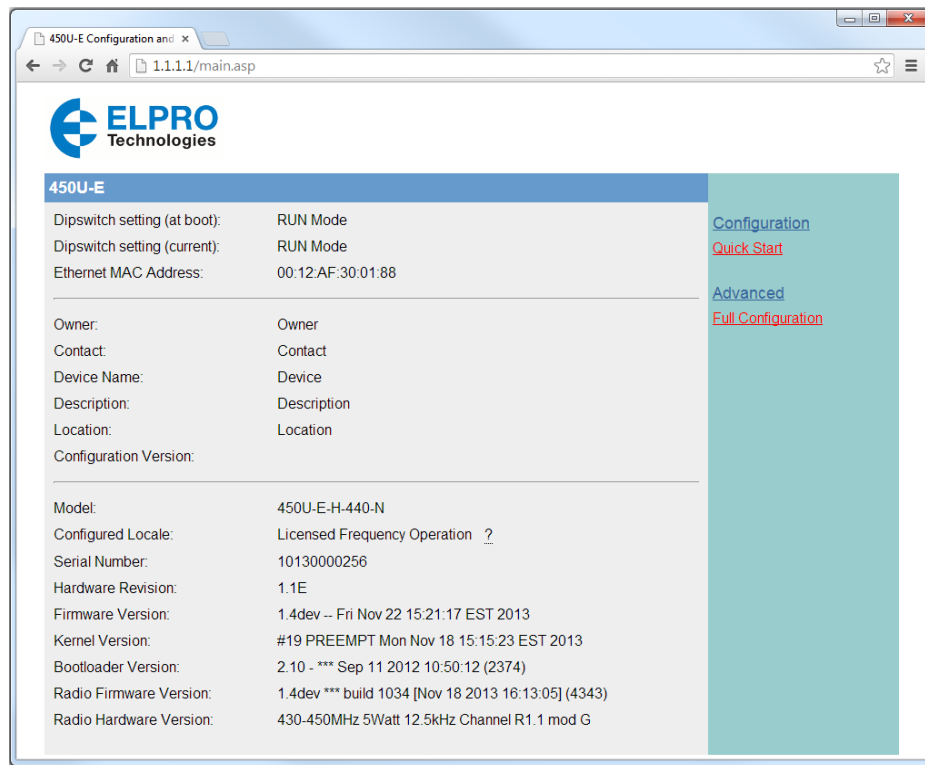 450U-E Configuration and
1.1.1.1/main.asp
ELPRO
Technologies
450U-E
Dipswitch setting (at boot): RUN Mode
Dipswitch setting (current): RUN Mode
Ethernet MAC Address: 00:12:AF:30:01:88
Owner: Owner
Contact: Contact
Device Name: Device
Description: Description
Location: Location
Configuration Version:
Model: 450U-E-H-440-N
Configured Locale: Licensed Frequency Operation ?
Serial Number: 10130000256
Hardware Revision: 1.1E
Firmware Version: 1.4dev -- Fri Nov 22 15:21:17 EST 2013
Kernel Version: #19 PREEMPT Mon Nov 18 15:15:23 EST 2013
Bootloader Version: 2.10 - *** Sep 11 2012 10:50:12 (2374)
Radio Firmware Version: 1.4dev *** build 1034 [Nov 18 2013 16:13:05] (4343)
Radio Hardware Version: 430-450MHz 5Watt 12.5kHz Channel R1.1 mod G
Configuration
Quick Start
Advanced
Full Configuration